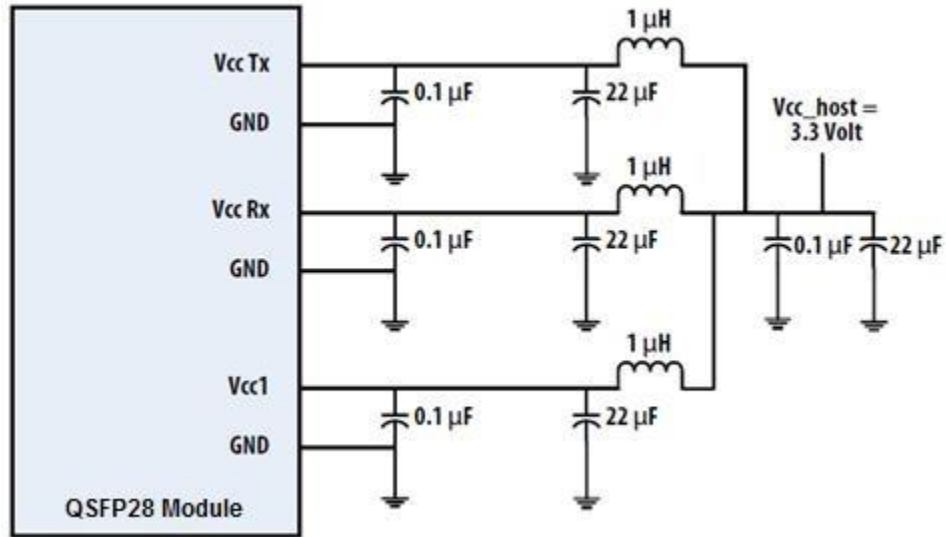 1 μH
Vcc Tx
0.1 μF
22 μF
GND
Vcc_host =
3.3 Volt
1 μH
Vcc Rx
0.1 μF
22 μF
0.1 μF
22 μF
GND
1 μH
Vcc1
0.1 μF
22 μF
GND
QSFP28 Module